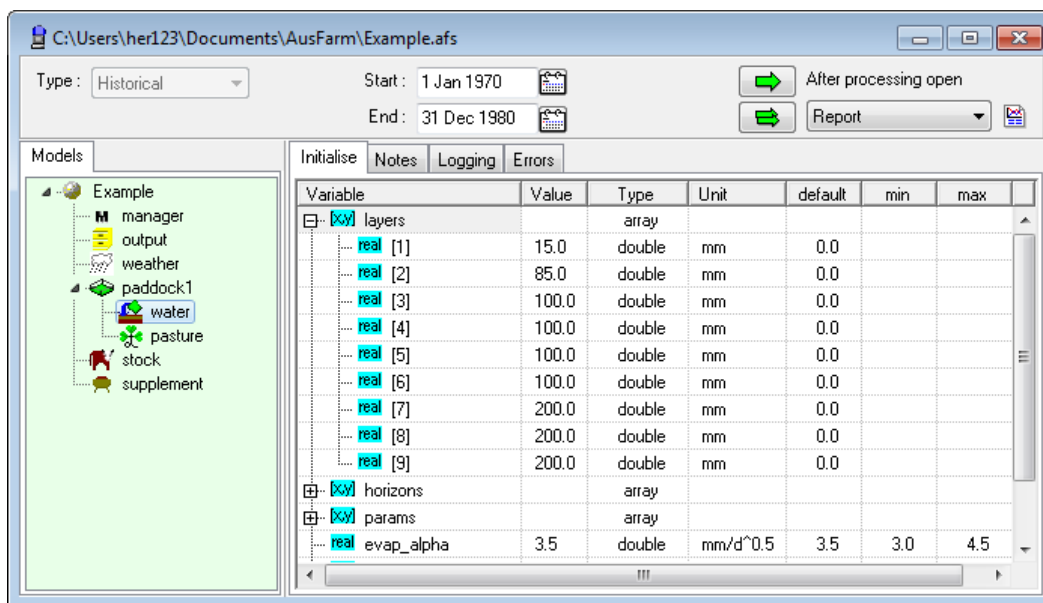 C:\Users\her123\Documents\AusFarm\Example.afs
Type : Historical Start : 1 Jan 1970 After processing open
End : 31 Dec 1980 Report
Models Initialise Notes Logging Errors
Example Variable Value Type Unit default min max
M manager [x,y] layers array
output real [1] 15.0 double mm 0.0
weather real [2] 85.0 double mm 0.0
paddock1 real [3] 100.0 double mm 0.0
water real [4] 100.0 double mm 0.0
pasture real [5] 100.0 double mm 0.0
stock real [6] 100.0 double mm 0.0
supplement real [7] 200.0 double mm 0.0
real [8] 200.0 double mm 0.0
real [9] 200.0 double mm 0.0
[x,y] horizons array
[x,y] params array
real evap_alpha 3.5 double mm/d^0.5 3.5 3.0 4.5